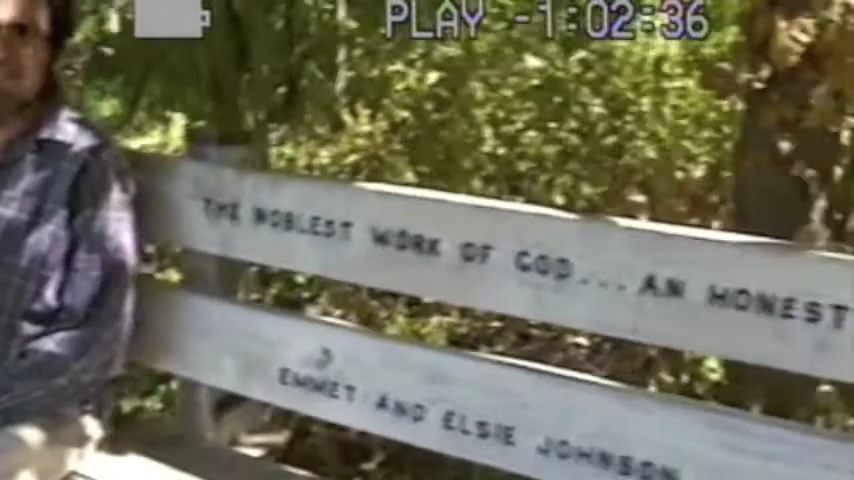 PLAY -1:02:36
THE NOBLEST WORK OF GOD... AN HONEST
EMMET AND ELSIE JOHNSON